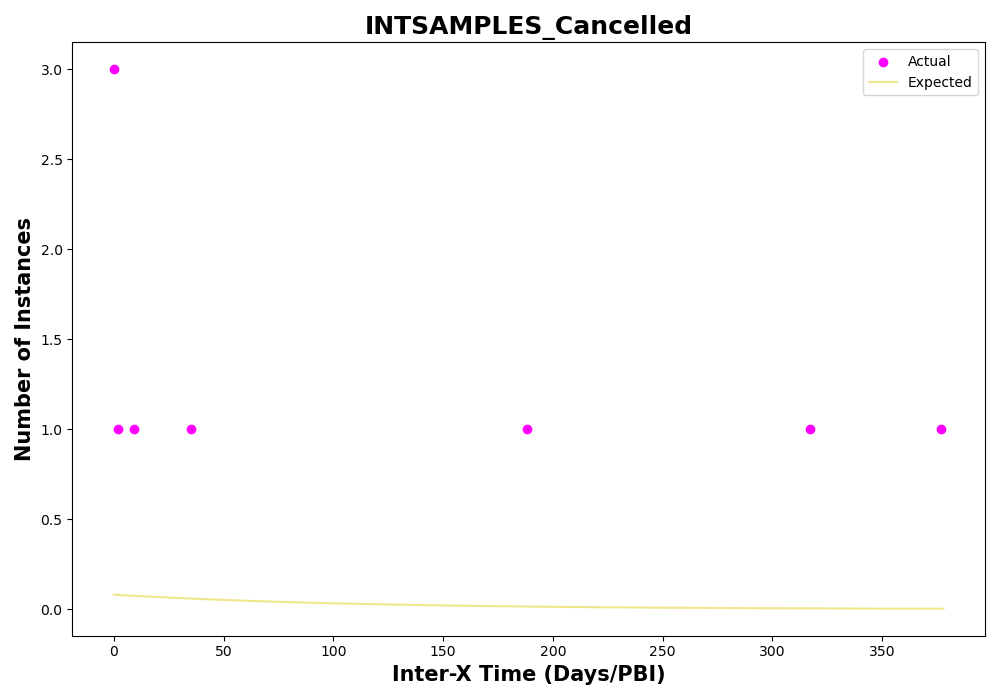 INTSAMPLES_Cancelled
Actual
Expected
3.0
2.5
2.0
1.5
1.0
0.5
0.0
Number of Instances
0 50 100 150 200 250 300 350
Inter-X Time (Days/PBI)